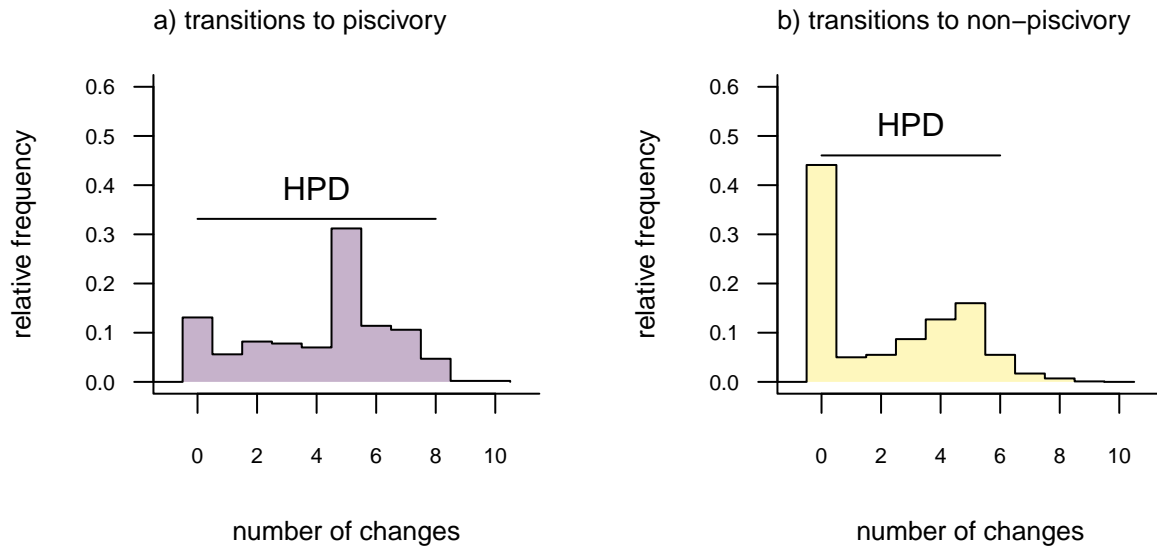 a) transitions to piscivory
relative frequency
0.6
0.5
0.4
0.3
0.2
0.1
0.0
HPD
0 2 4 6 8 10
number of changes
b) transitions to non−piscivory
relative frequency
0.6
0.5
0.4
0.3
0.2
0.1
0.0
HPD
0 2 4 6 8 10
number of changes